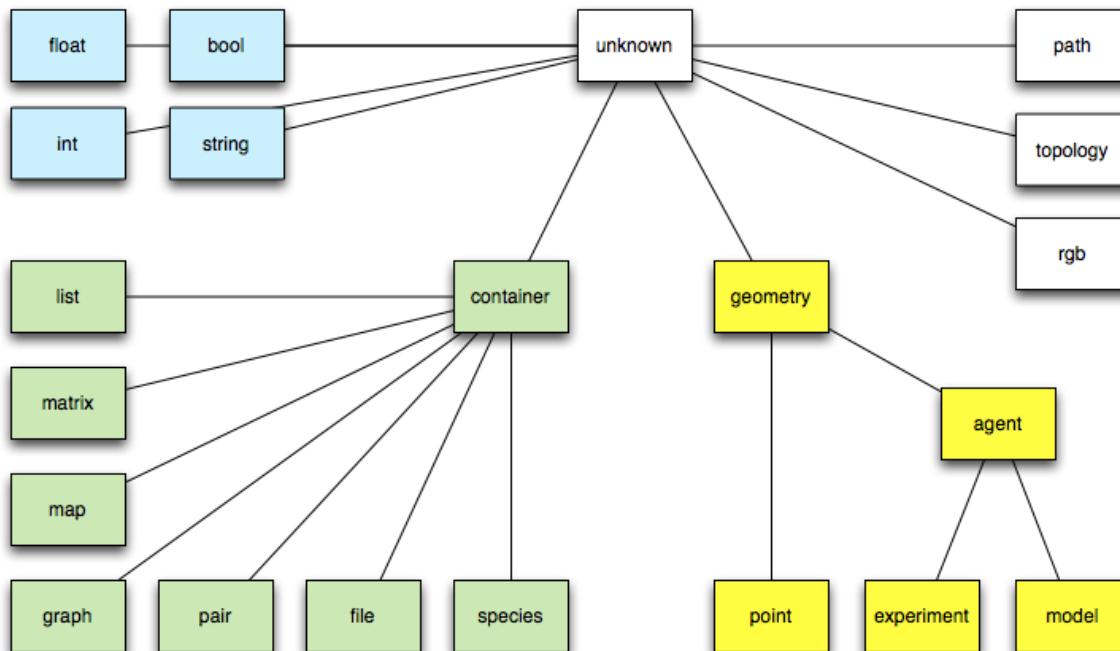 float
bool
unknown
path
int
string
topology
rgb
list
container
geometry
matrix
agent
map
graph
pair
file
species
point
experiment
model